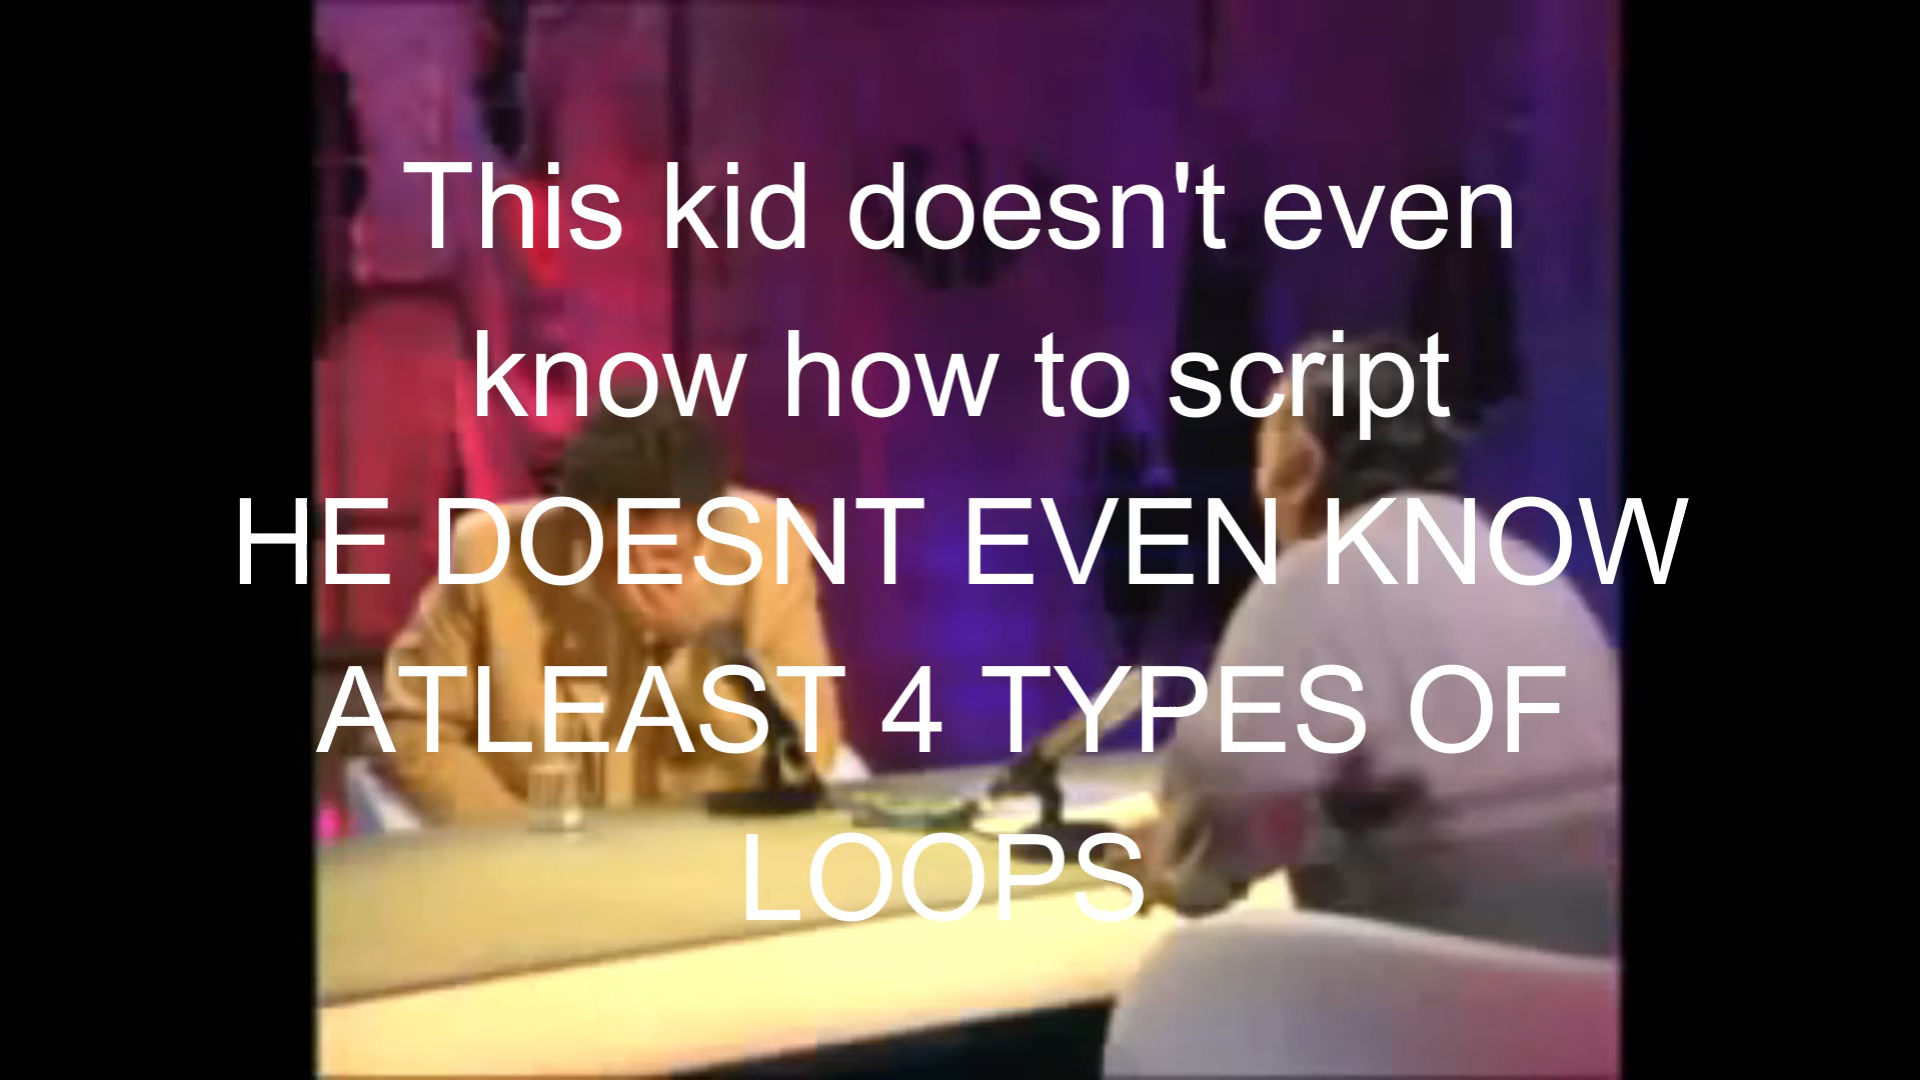 This kid doesn't even
know how to script
HE DOESNT EVEN KNOW
ATLEAST 4 TYPES OF
LOOPS